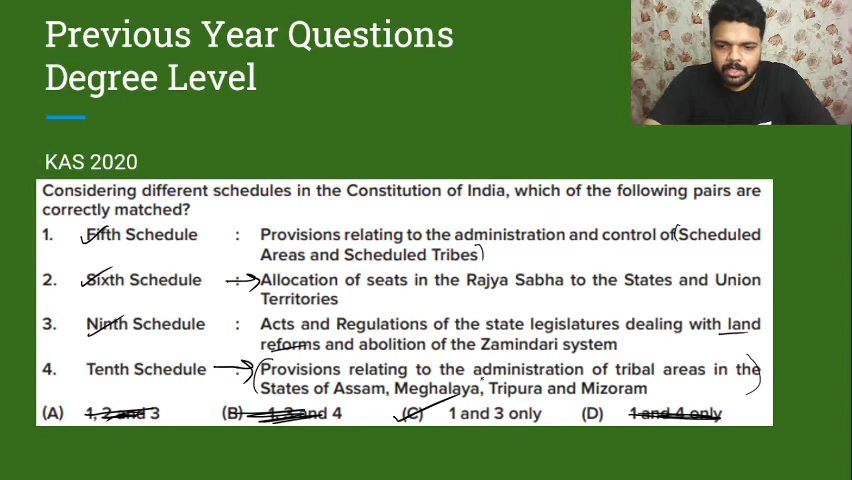 Previous Year Questions
Degree Level
KAS 2020
Considering different schedules in the Constitution of India, which of the following pairs are
correctly matched?
1. Fifth Schedule : Provisions relating to the administration and control of Scheduled
Areas and Scheduled Tribes
2. Sixth Schedule : Allocation of seats in the Rajya Sabha to the States and Union
Territories
3. Ninth Schedule : Acts and Regulations of the state legislatures dealing with land
reforms and abolition of the Zamindari system
4. Tenth Schedule : Provisions relating to the administration of tribal areas in the
States of Assam, Meghalaya, Tripura and Mizoram
(A) 1, 2 and 3 (B) 1, 3 and 4 (C) 1 and 3 only (D) 1 and 4 only